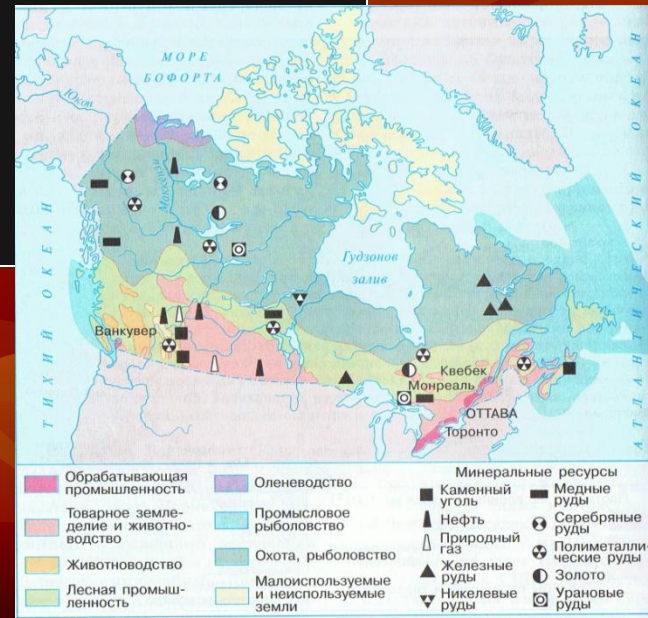 МОРЕ
БОФОРТА
Юкон
Маккензи
ТИХИЙ ОКЕАН
АТЛАНТИЧЕСКИЙ ОКЕАН
Гудзонов
залив
Ванкувер
Квебек
Монреаль
ОТТАВА
Торонто
Обрабатывающая
промышленность
Товарное земле-
делие и животно-
водство
Животноводство
Лесная промыш-
ленность
Оленеводство
Промысловое
рыболовство
Охота, рыболовство
Малоиспользуемые
и неиспользуемые
земли
Минеральные ресурсы
Каменный
уголь
Нефть
Природный
газ
Железные
руды
Никелевые
руды
Медные
руды
Серебряные
руды
Полиметалли-
ческие руды
Золото
Урановые
руды